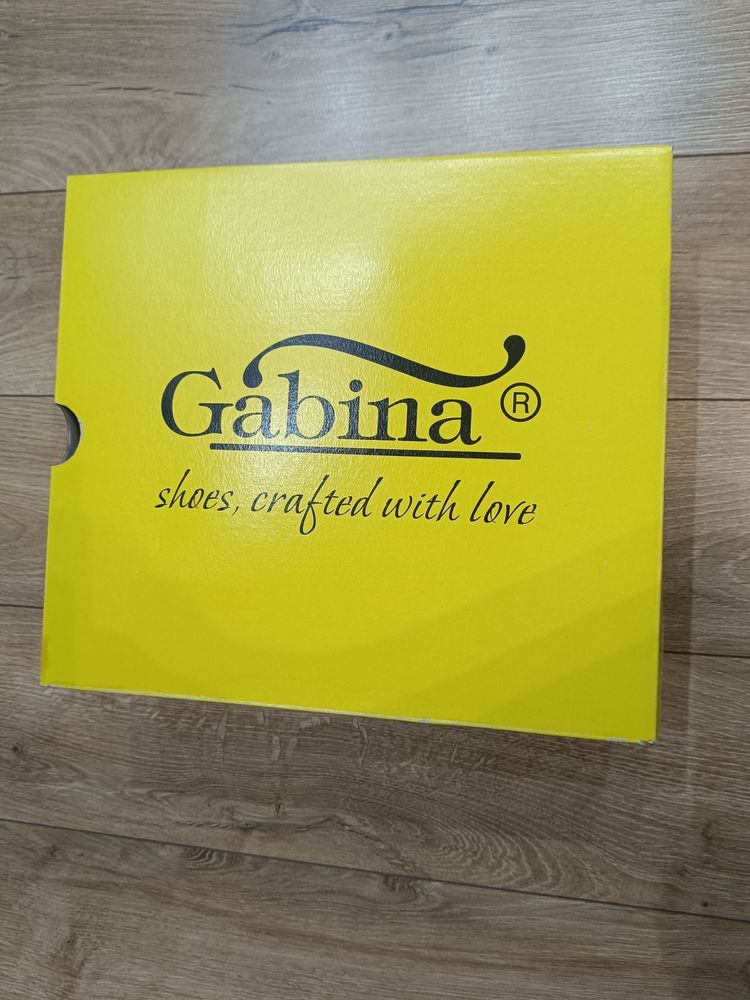 Gabina ®
shoes, crafted with love